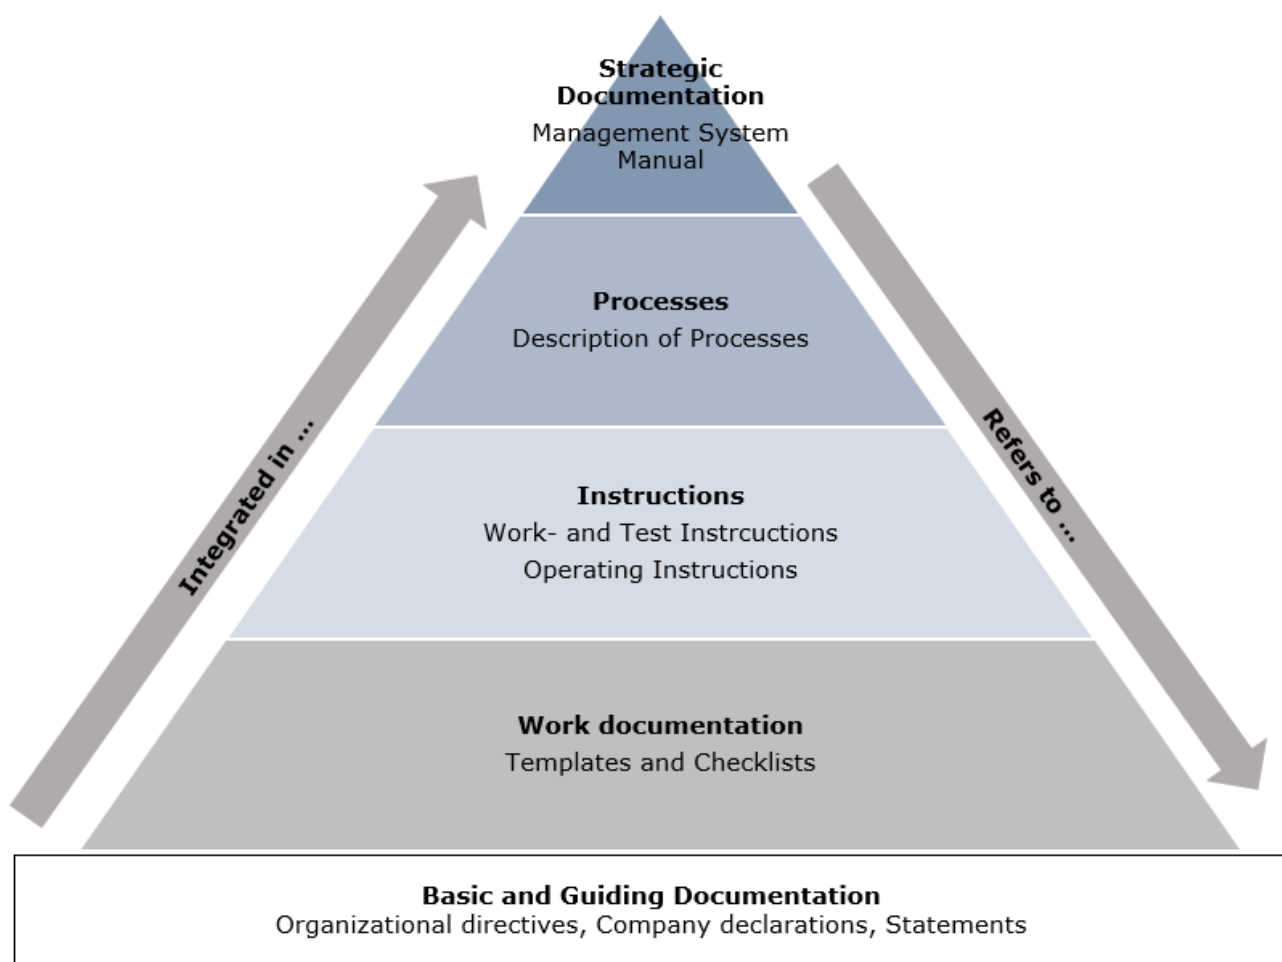 Strategic
Documentation
Management System
Manual
Processes
Description of Processes
Integrated in ...
Refers to ...
Instructions
Work- and Test Instrcuctions
Operating Instructions
Work documentation
Templates and Checklists
Basic and Guiding Documentation
Organizational directives, Company declarations, Statements